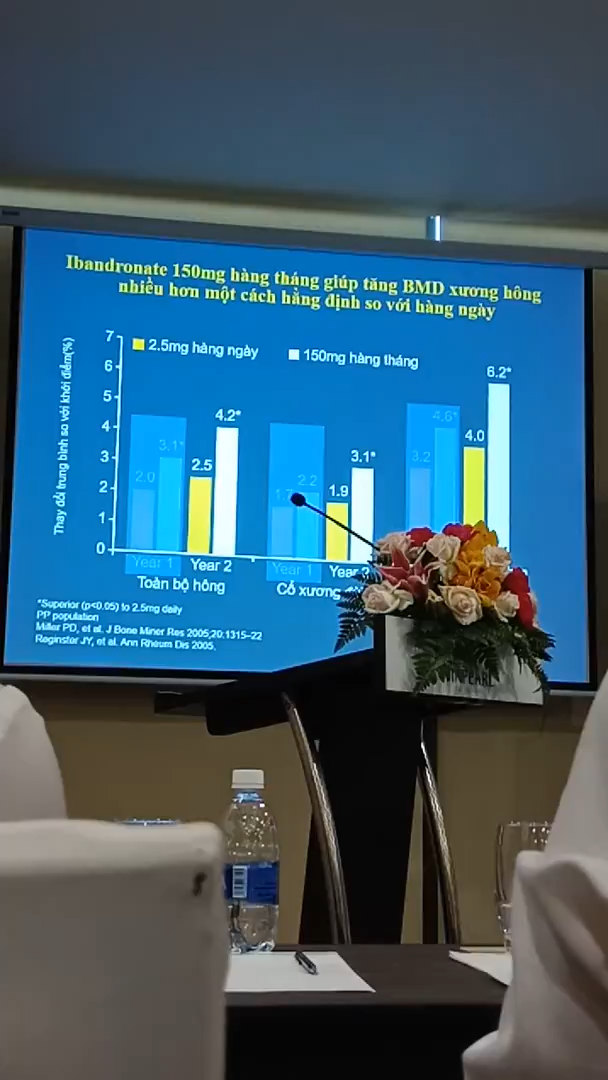 Ibandronate 150mg hàng tháng giúp tăng BMD xương hông
nhiều hơn một cách hằng định so với hàng ngày
Thay đổi trung bình so với khởi điểm(%)
7
6
5
4
3
2
1
0
2.5mg hàng ngày
150mg hàng tháng
2.0
3.1*
2.5
4.2*
1.7
2.2
1.9
3.1*
3.2
4.6*
4.0
6.2*
Year 1
Year 2
Year 1
Year 2
Toàn bộ hông
Cổ xương
*Superior (p<0.05) to 2.5mg daily
PP population
Miller PD, et al. J Bone Miner Res 2005;20:1315–22
Reginster JY, et al. Ann Rheum Dis 2005.